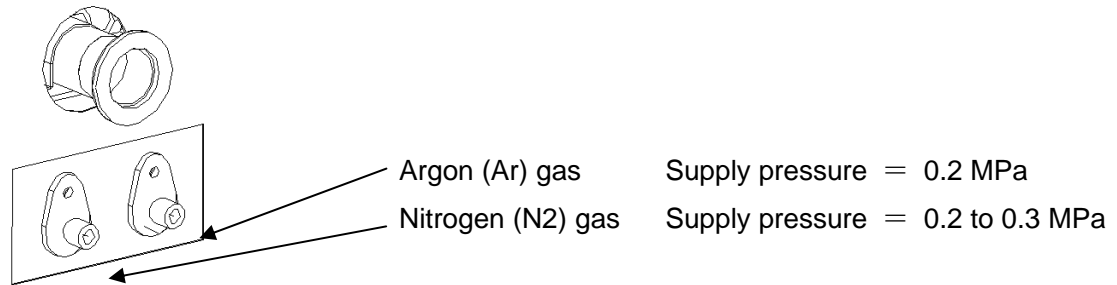 Argon (Ar) gas Supply pressure ＝ 0.2 MPa
Nitrogen (N2) gas Supply pressure ＝ 0.2 to 0.3 MPa